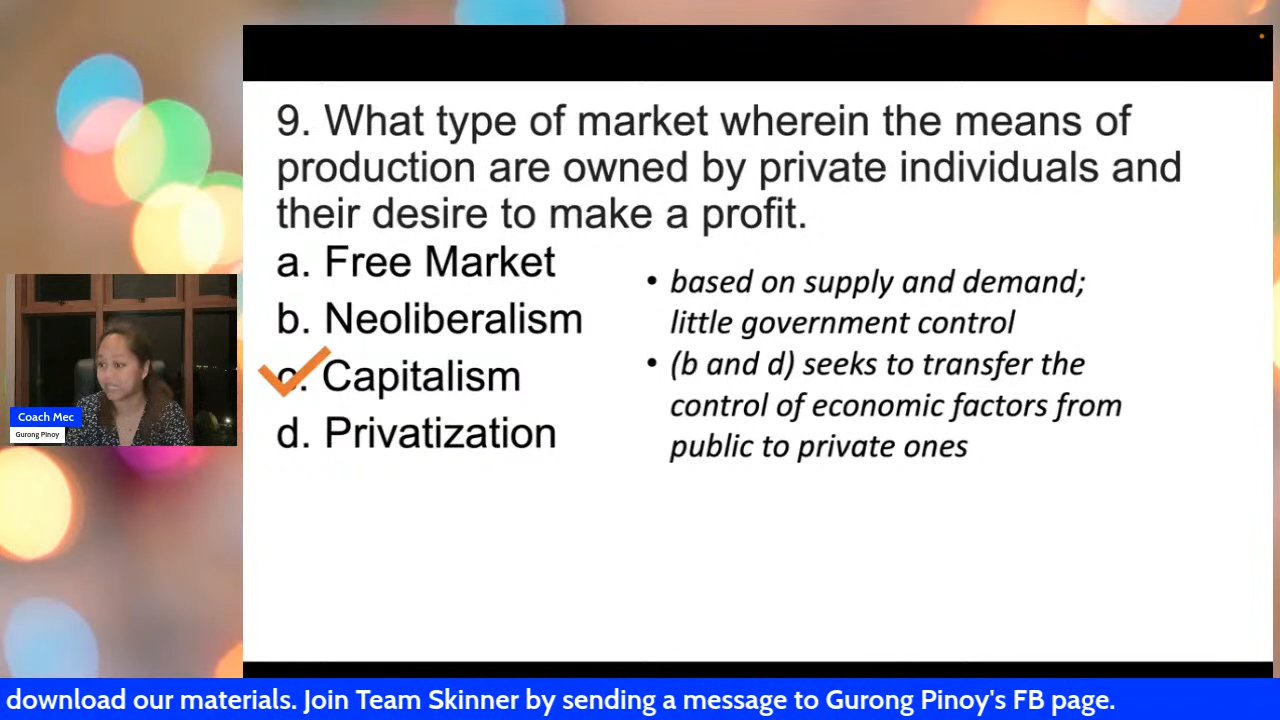 9. What type of market wherein the means of
production are owned by private individuals and
their desire to make a profit.
a. Free Market
b. Neoliberalism
c. Capitalism
d. Privatization
• based on supply and demand;
little government control
• (b and d) seeks to transfer the
control of economic factors from
public to private ones
Coach Mec
Gurong Pinoy
download our materials. Join Team Skinner by sending a message to Gurong Pinoy's FB page.